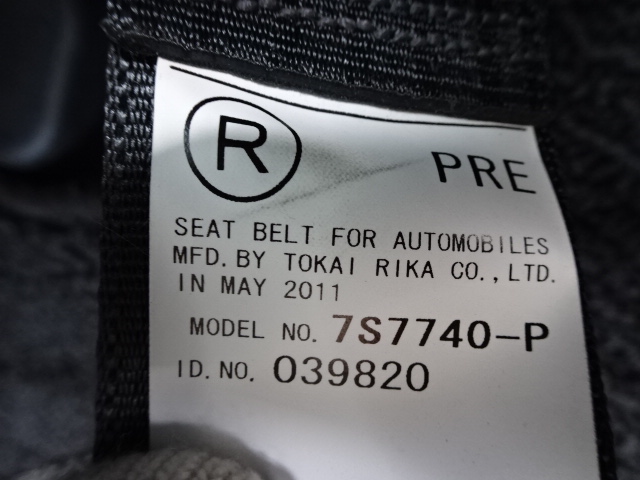 R PRE
SEAT BELT FOR AUTOMOBILES
MFD. BY TOKAI RIKA CO., LTD.
IN MAY 2011
MODEL NO. 7S7740-P
ID. NO. 039820